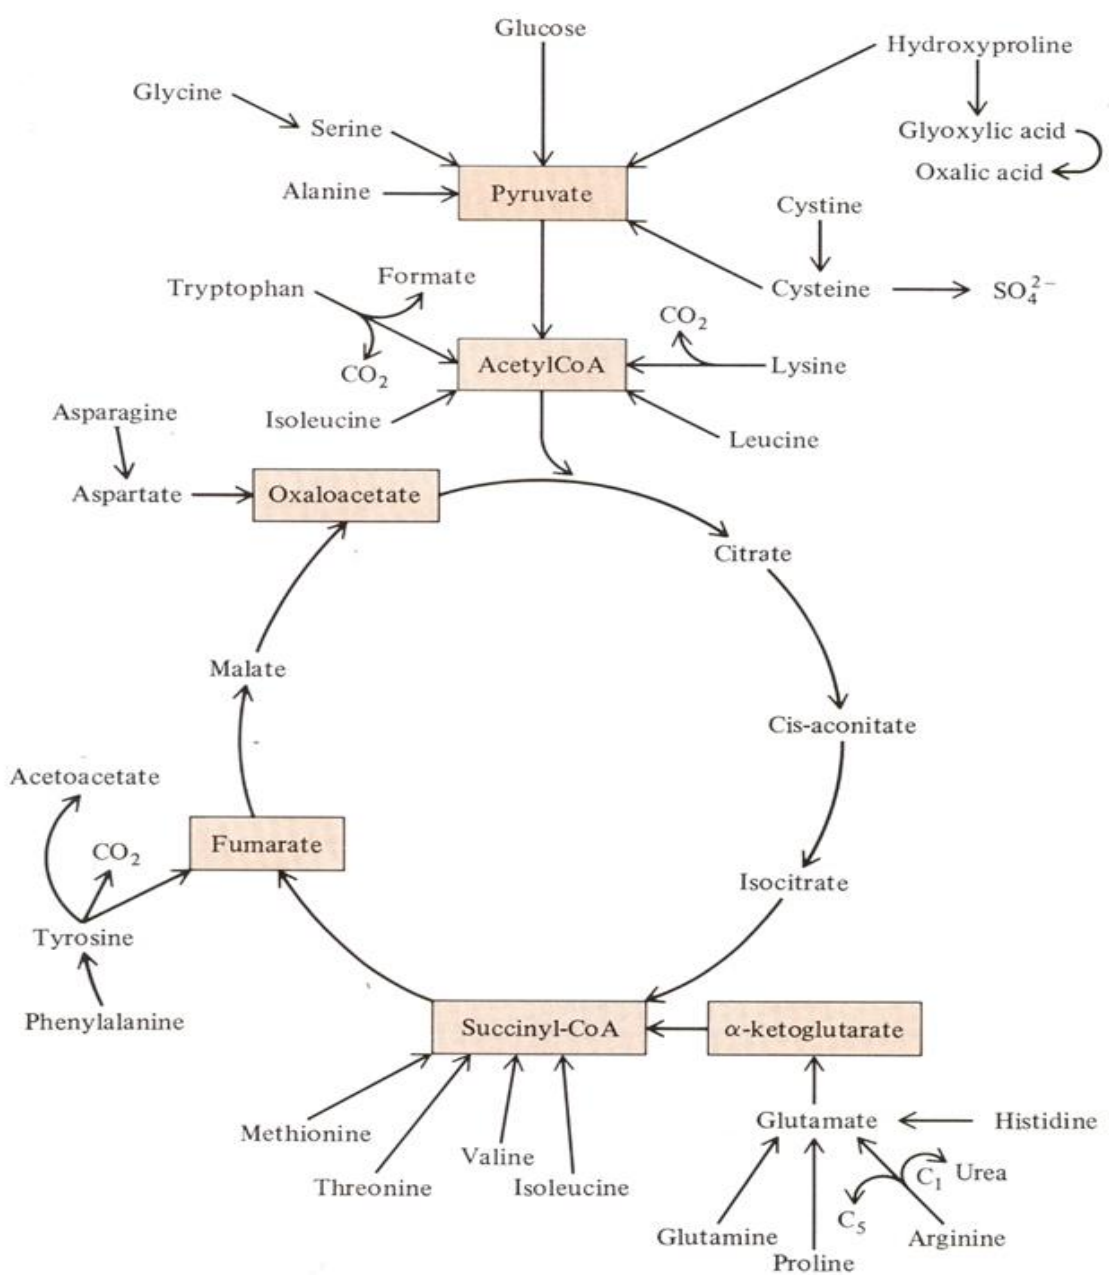 Glucose
Hydroxyproline
Glycine
Serine
Glyoxylic acid
Oxalic acid
Alanine
Pyruvate
Cystine
Tryptophan
Formate
Cysteine
SO₄²⁻
CO₂
CO₂
AcetylCoA
Lysine
Isoleucine
Leucine
Asparagine
Aspartate
Oxaloacetate
Citrate
Malate
Cis-aconitate
Acetoacetate
CO₂
Fumarate
Isocitrate
Tyrosine
Phenylalanine
Succinyl-CoA
α-ketoglutarate
Methionine
Threonine
Valine
Isoleucine
Glutamate
Histidine
C₁
Urea
C₅
Glutamine
Proline
Arginine